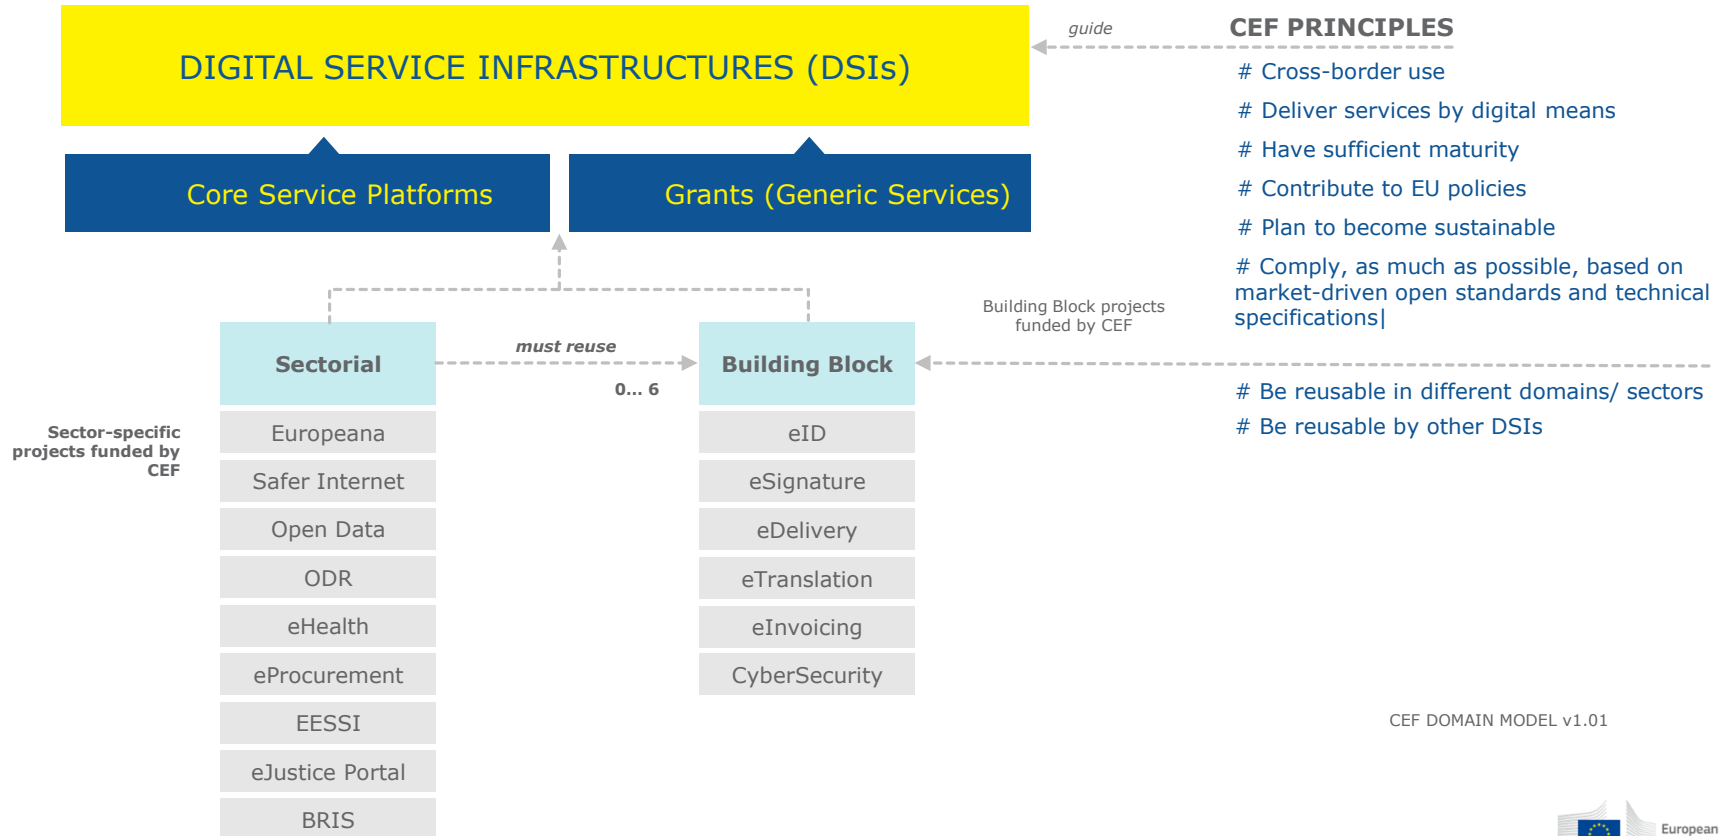 DIGITAL SERVICE INFRASTRUCTURES (DSIs)
Core Service Platforms
Grants (Generic Services)
guide
CEF PRINCIPLES
# Cross-border use
# Deliver services by digital means
# Have sufficient maturity
# Contribute to EU policies
# Plan to become sustainable
# Comply, as much as possible, based on
market-driven open standards and technical
specifications|
Building Block projects
funded by CEF
# Be reusable in different domains/ sectors
# Be reusable by other DSIs
Sectorial
must reuse
0... 6
Building Block
Sector-specific
projects funded by
CEF
Europeana
Safer Internet
Open Data
ODR
eHealth
eProcurement
EESSI
eJustice Portal
BRIS
eID
eSignature
eDelivery
eTranslation
eInvoicing
CyberSecurity
CEF DOMAIN MODEL v1.01
European